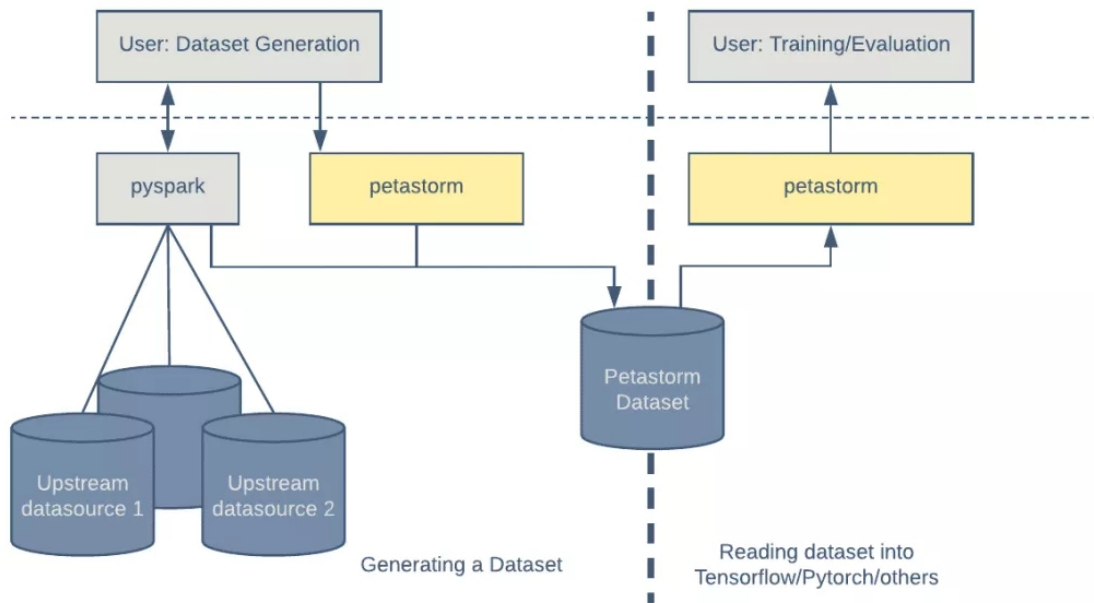 User: Dataset Generation
User: Training/Evaluation
pyspark
petastorm
petastorm
Petastorm
Dataset
Upstream
datasource 1
Upstream
datasource 2
Generating a Dataset
Reading dataset into
Tensorflow/Pytorch/others